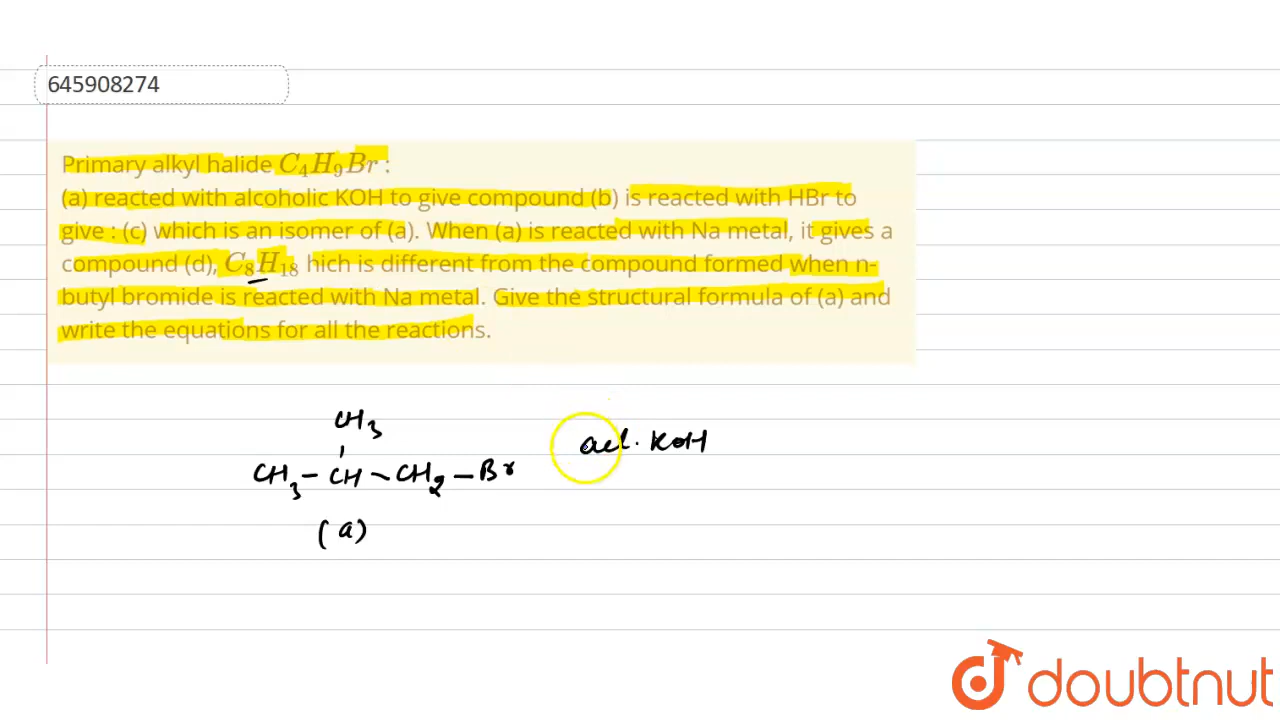 645908274
Primary alkyl halide C₄H₉Br :
(a) reacted with alcoholic KOH to give compound (b) is reacted with HBr to
give : (c) which is an isomer of (a). When (a) is reacted with Na metal, it gives a
compound (d), C₈H₁₈ hich is different from the compound formed when n-
butyl bromide is reacted with Na metal. Give the structural formula of (a) and
write the equations for all the reactions.
CH₃
CH₃ – CH – CH₂ – Br
alc. KOH
(a)
doubtnut